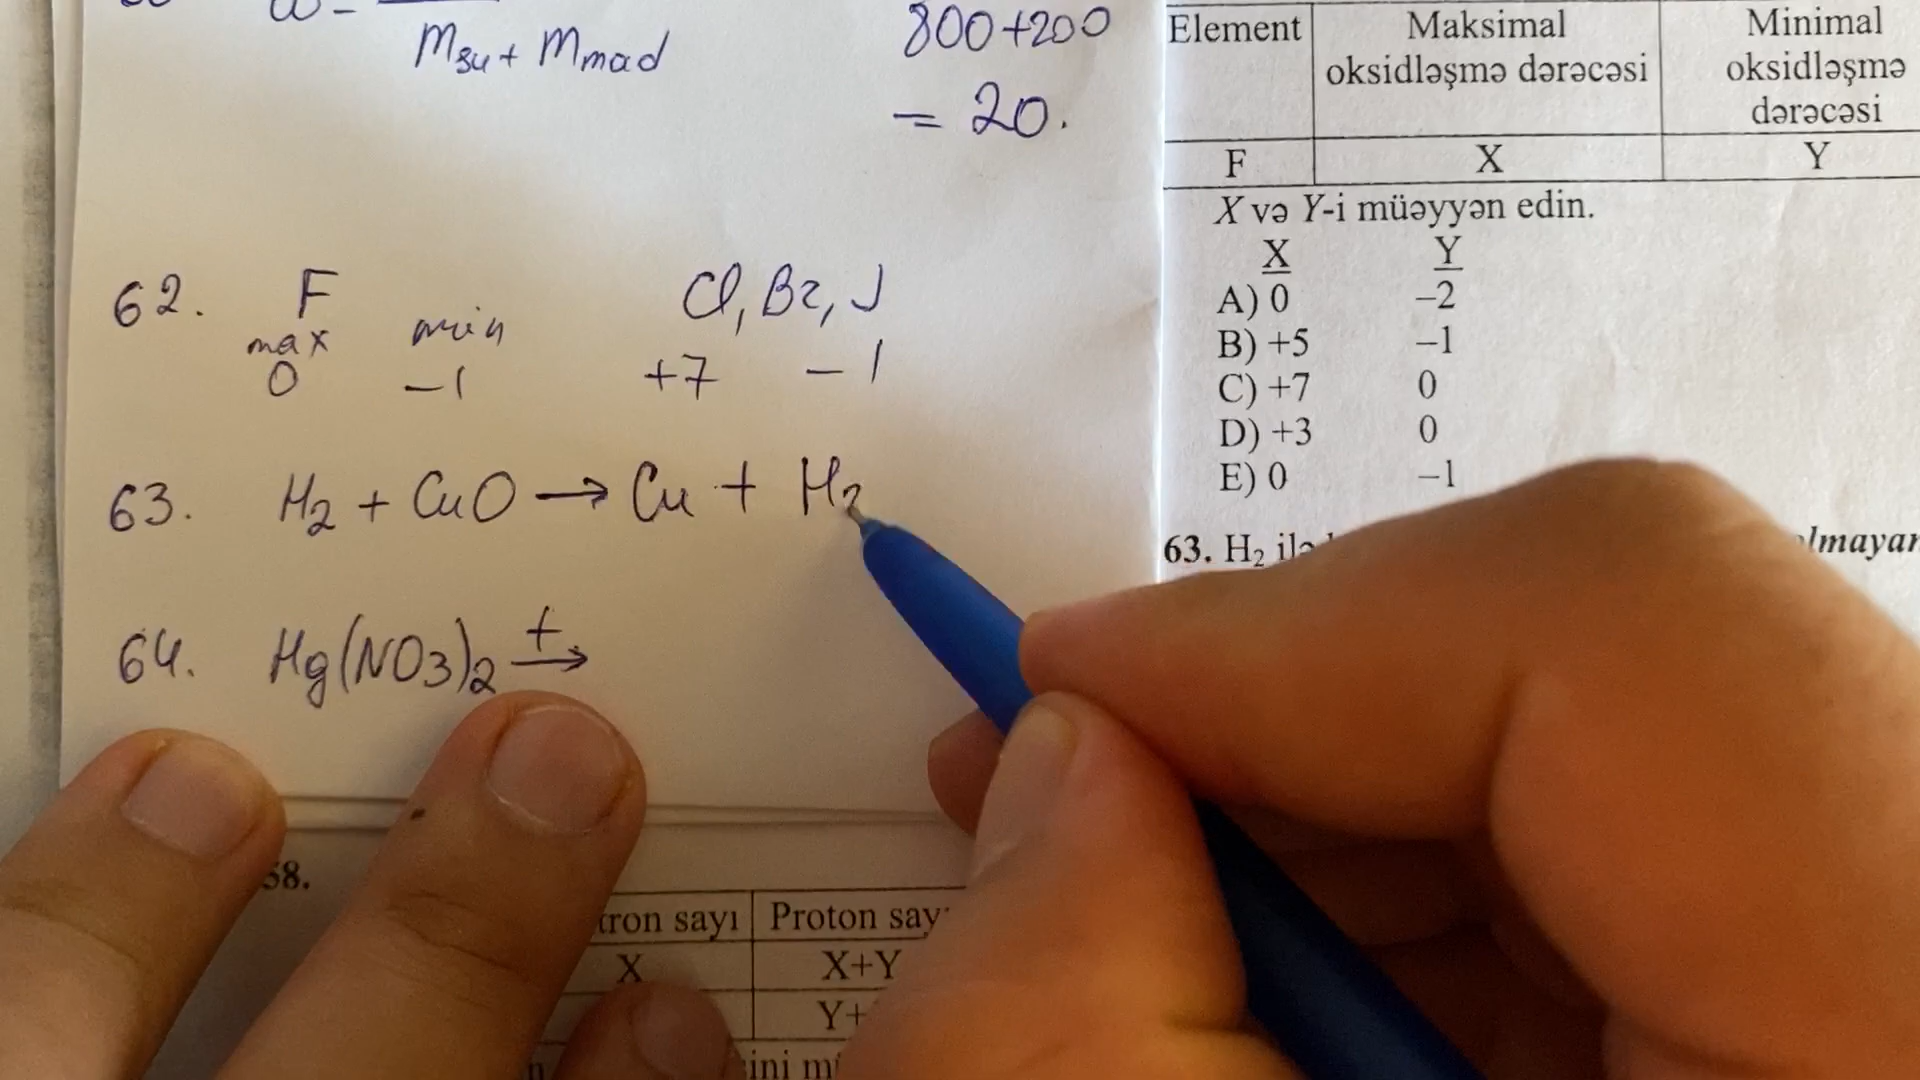 Msu + Mmad
800+200
= 20.
62. F Cl, Br, J
max min
0 -1 +7 -1
63. H₂ + CuO → Cu + H₂
64. Hg(NO3)₂ t→
Element Maksimal oksidləşmə dərəcəsi Minimal oksidləşmə dərəcəsi
F X Y
X və Y-i müəyyən edin.
X Y
A) 0 –2
B) +5 –1
C) +7 0
D) +3 0
E) 0 –1
63. H₂
58.
sayı Proton
X X+Y